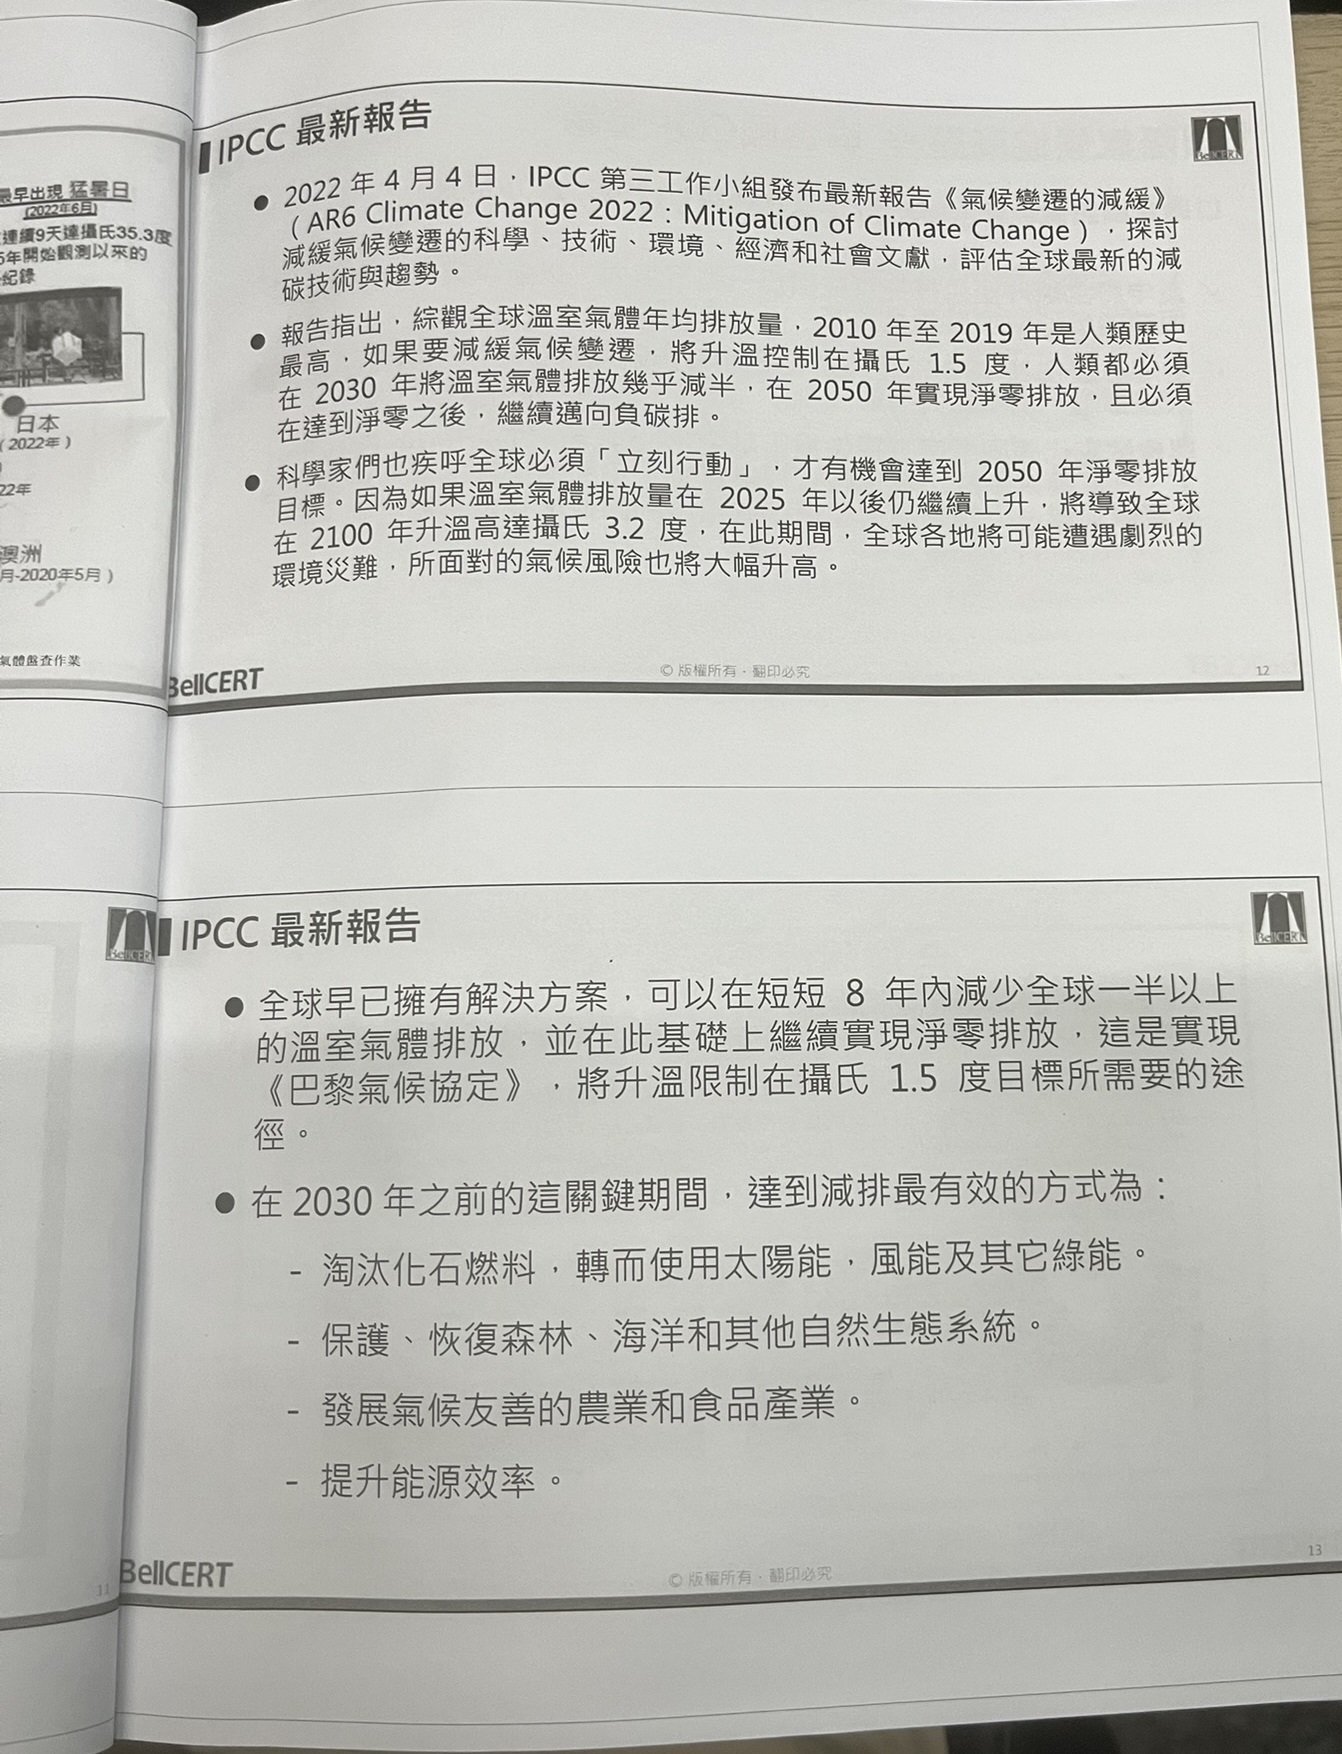 最早出現 猛暑日
(2022年6月)
連續9天達攝氏35.3度
年開始觀測以來的
紀錄
日本
（2022年）
22年
澳洲
月-2020年5月）
氣體盤查作業
11
IPCC 最新報告
BellCERT
● 2022 年 4 月 4 日，IPCC 第三工作小組發布最新報告《氣候變遷的減緩》
（AR6 Climate Change 2022：Mitigation of Climate Change），探討
減緩氣候變遷的科學、技術、環境、經濟和社會文獻，評估全球最新的減
碳技術與趨勢。
● 報告指出，綜觀全球溫室氣體年均排放量，2010 年至 2019 年是人類歷史
最高，如果要減緩氣候變遷，將升溫控制在攝氏 1.5 度，人類都必須
在 2030 年將溫室氣體排放幾乎減半，在 2050 年實現淨零排放，且必須
在達到淨零之後，繼續邁向負碳排。
● 科學家們也疾呼全球必須「立刻行動」，才有機會達到 2050 年淨零排放
目標。因為如果溫室氣體排放量在 2025 年以後仍繼續上升，將導致全球
在 2100 年升溫高達攝氏 3.2 度，在此期間，全球各地將可能遭遇劇烈的
環境災難，所面對的氣候風險也將大幅升高。
BellCERT
© 版權所有．翻印必究
12
BellCERT
IPCC 最新報告
BellCERT
● 全球早已擁有解決方案，可以在短短 8 年內減少全球一半以上
的溫室氣體排放，並在此基礎上繼續實現淨零排放，這是實現
《巴黎氣候協定》，將升溫限制在攝氏 1.5 度目標所需要的途
徑。
● 在 2030 年之前的這關鍵期間，達到減排最有效的方式為：
- 淘汰化石燃料，轉而使用太陽能，風能及其它綠能。
- 保護、恢復森林、海洋和其他自然生態系統。
- 發展氣候友善的農業和食品產業。
- 提升能源效率。
BellCERT
© 版權所有．翻印必究
13